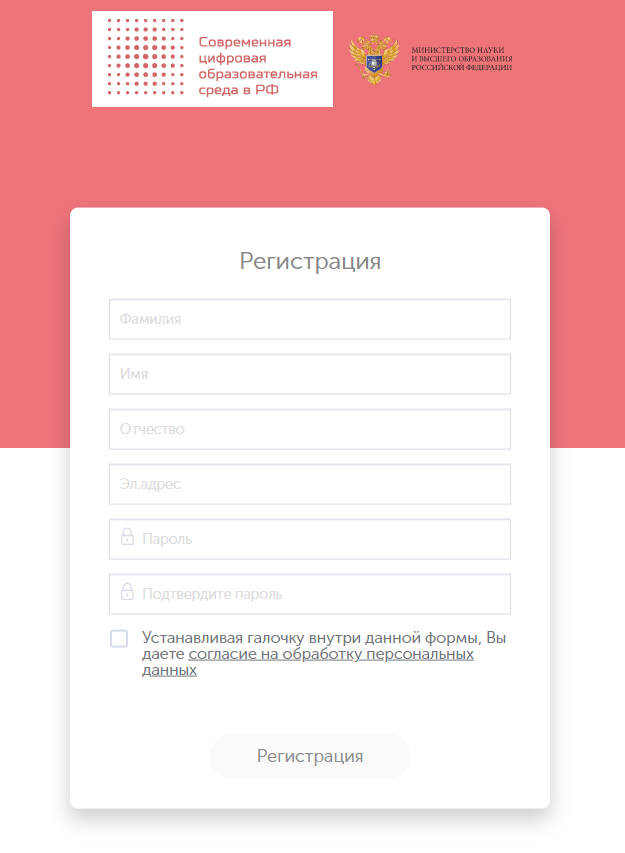 Современная
цифровая
образовательная
среда в РФ
МИНИСТЕРСТВО НАУКИ
И ВЫСШЕГО ОБРАЗОВАНИЯ
РОССИЙСКОЙ ФЕДЕРАЦИИ
Регистрация
Фамилия
Имя
Отчество
Эл.адрес
Пароль
Подтвердите пароль
Устанавливая галочку внутри данной формы, Вы
даете согласие на обработку персональных
данных
Регистрация